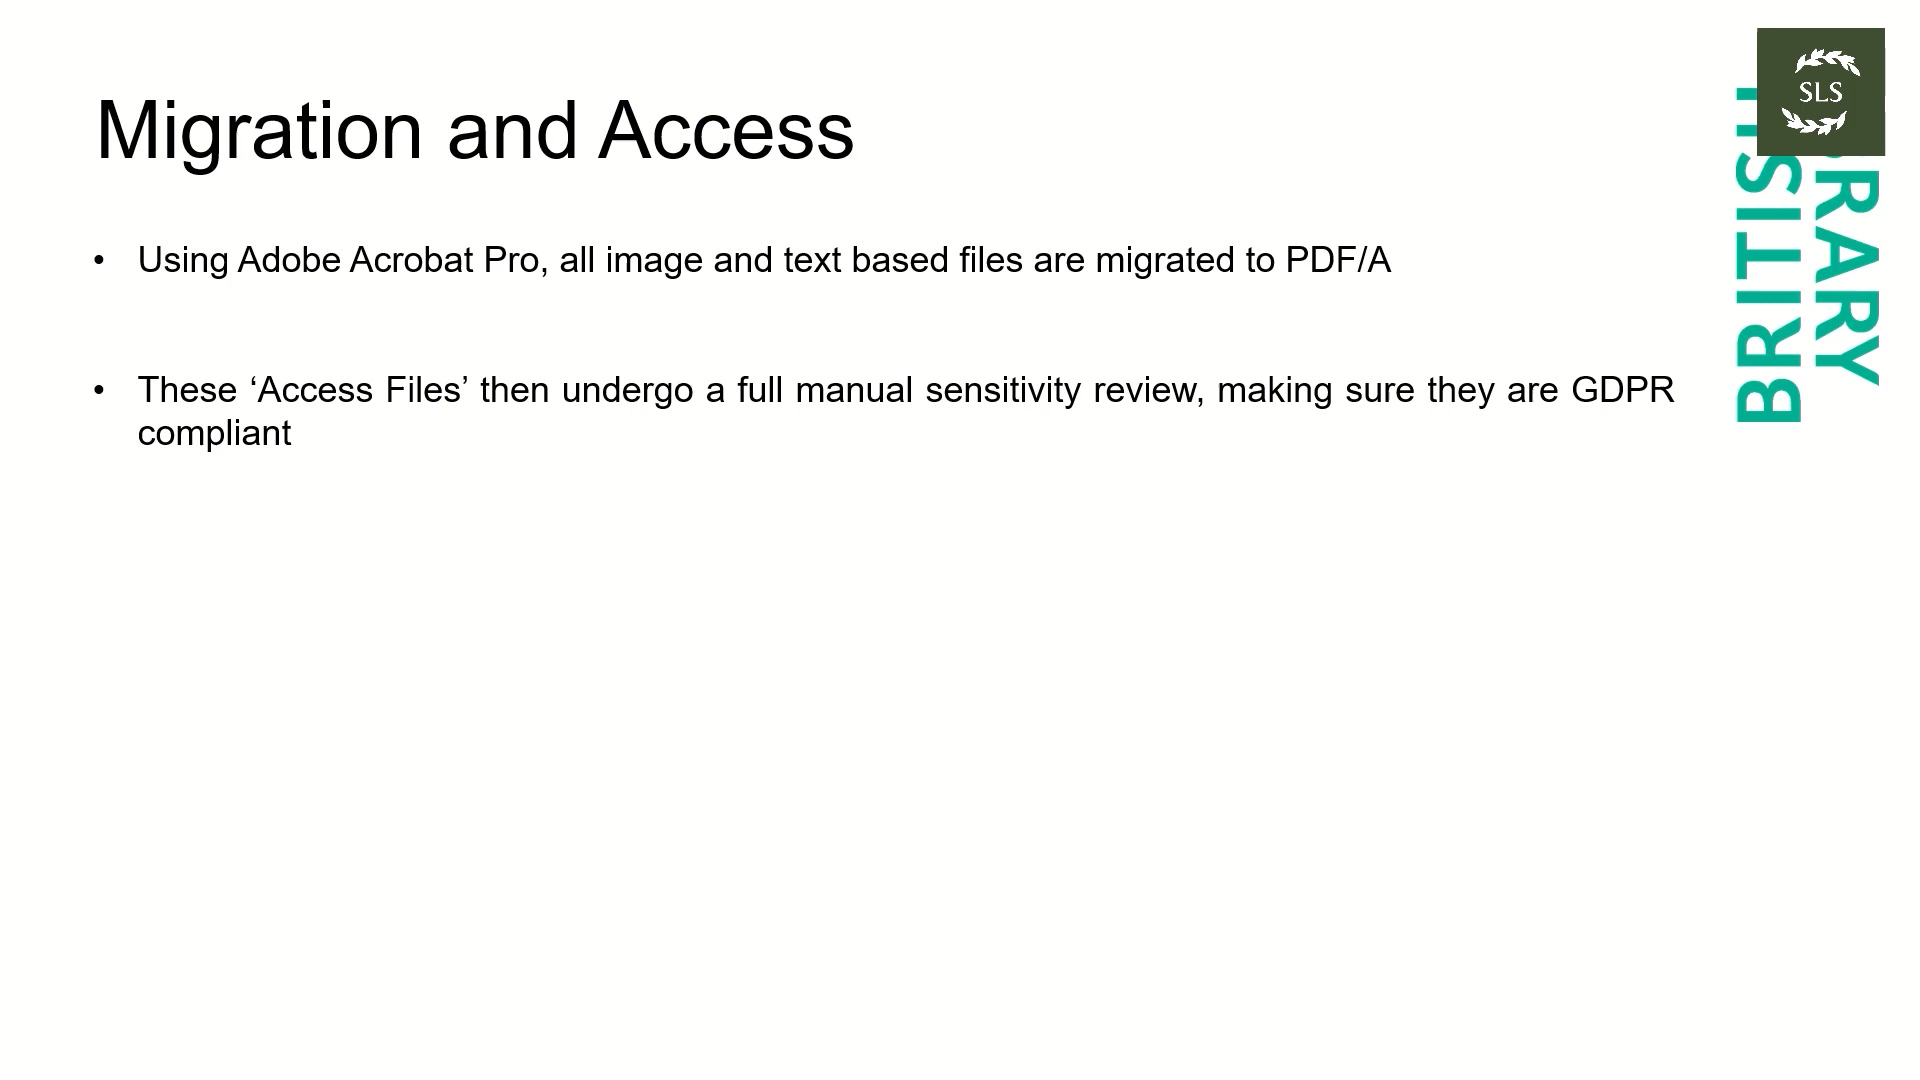 Migration and Access
• Using Adobe Acrobat Pro, all image and text based files are migrated to PDF/A
• These ‘Access Files’ then undergo a full manual sensitivity review, making sure they are GDPR
compliant
SLS